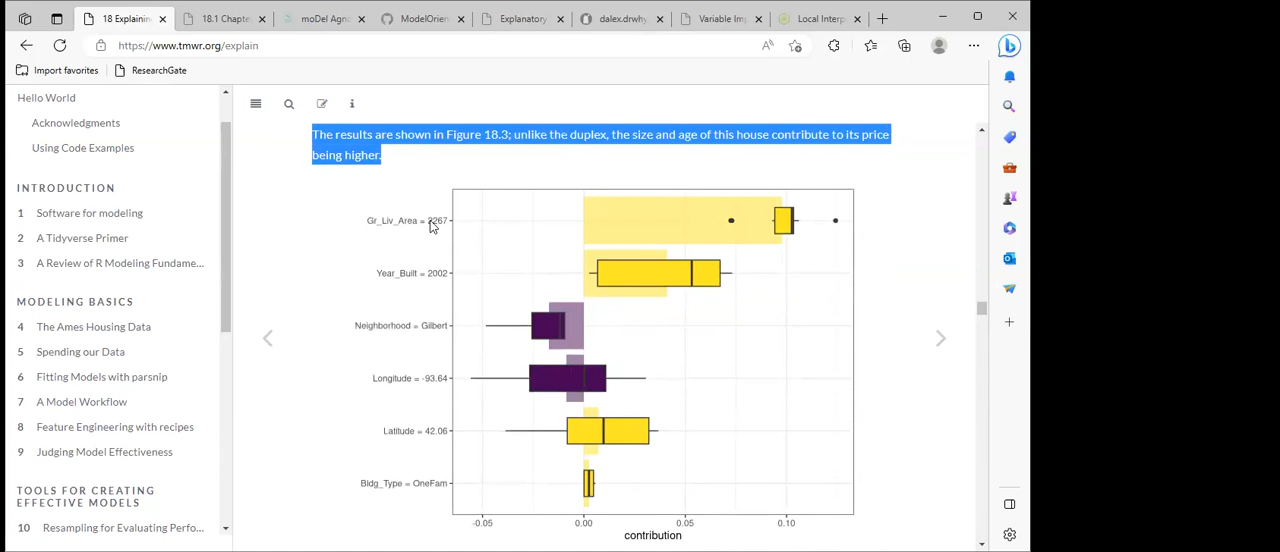 18 Explainin
18.1 Chapte
moDel Agn
ModelOrien
Explanatory
dalex.drwhy
Variable Imp
Local Interp
https://www.tmwr.org/explain
Import favorites
ResearchGate
Hello World
Acknowledgments
Using Code Examples
INTRODUCTION
1 Software for modeling
2 A Tidyverse Primer
3 A Review of R Modeling Fundame...
MODELING BASICS
4 The Ames Housing Data
5 Spending our Data
6 Fitting Models with parsnip
7 A Model Workflow
8 Feature Engineering with recipes
9 Judging Model Effectiveness
TOOLS FOR CREATING
EFFECTIVE MODELS
10 Resampling for Evaluating Perfo...
The results are shown in Figure 18.3; unlike the duplex, the size and age of this house contribute to its price
being higher.
Gr_Liv_Area = 2267
Year_Built = 2002
Neighborhood = Gilbert
Longitude = -93.64
Latitude = 42.06
Bldg_Type = OneFam
-0.05 0.00 0.05 0.10
contribution